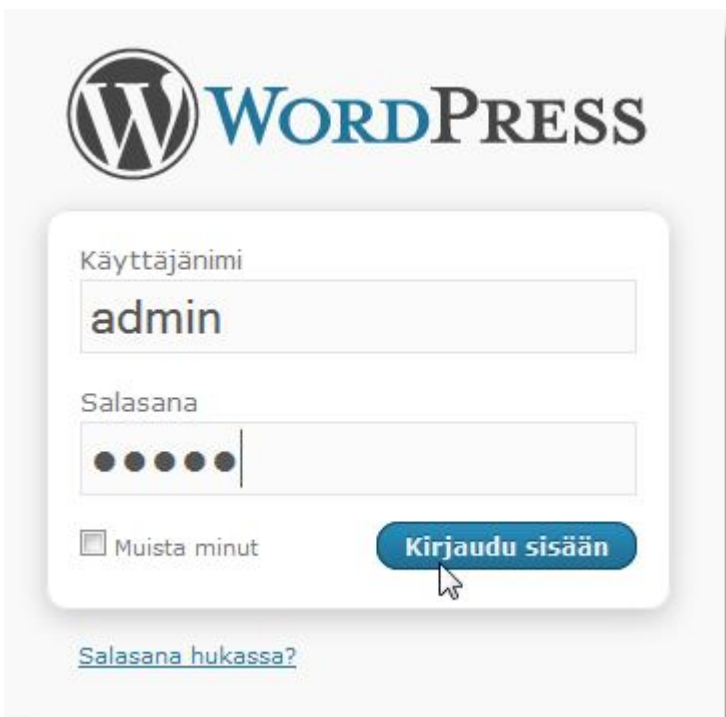 WORDPRESS
Käyttäjänimi
admin
Salasana
●●●●●
Muista minut
Kirjaudu sisään
Salasana hukassa?